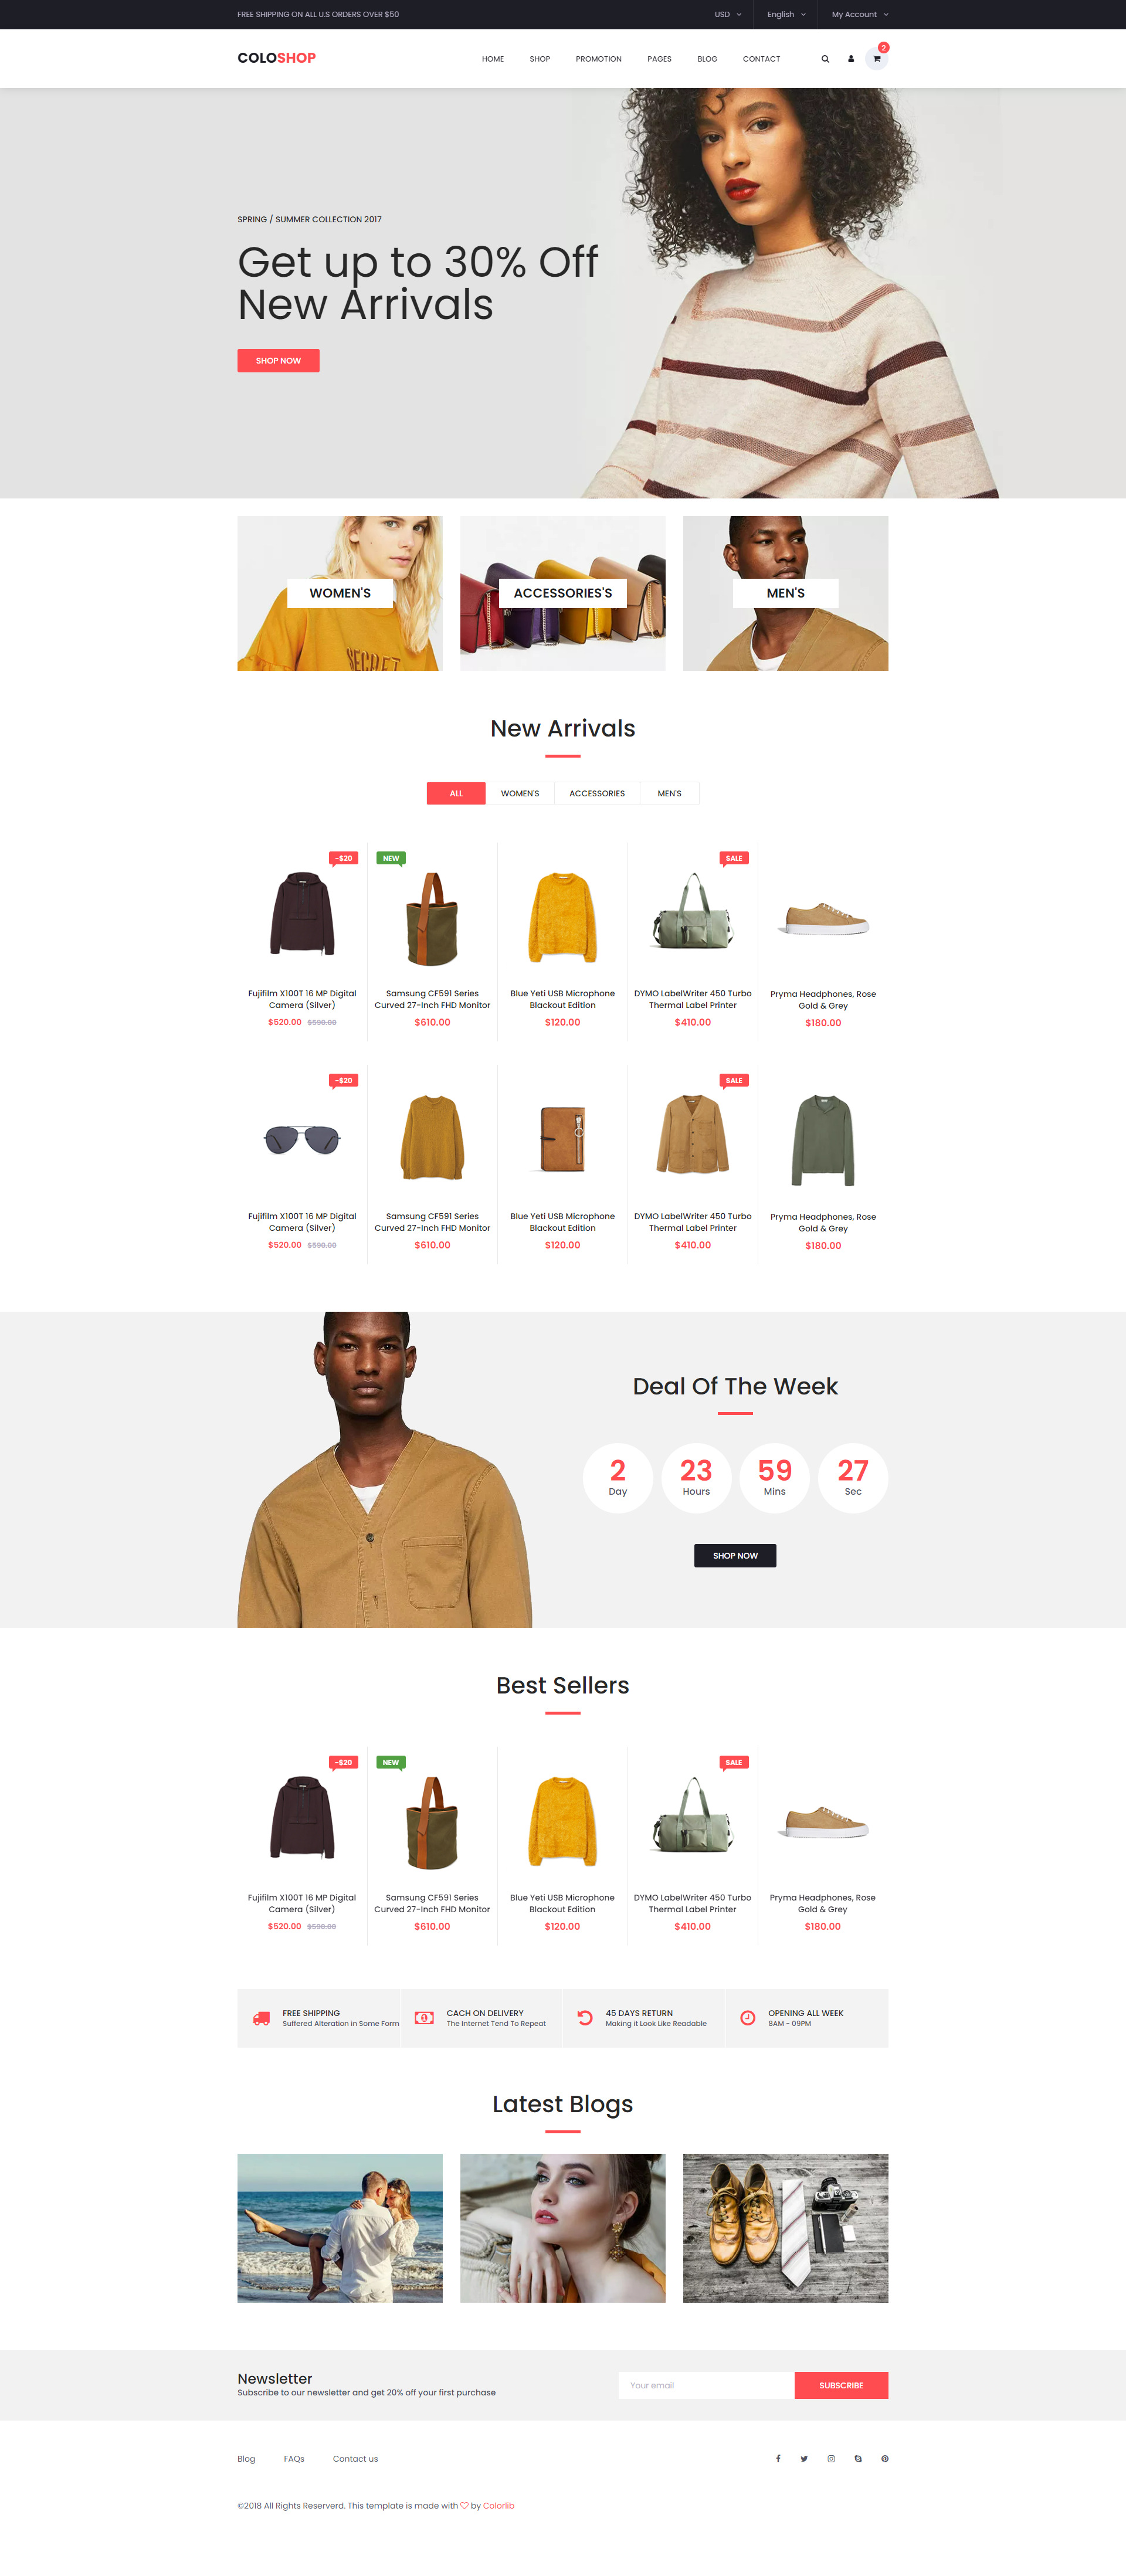 FREE SHIPPING ON ALL U.S ORDERS OVER $50
USD
English
My Account
COLOSHOP
HOME
SHOP
PROMOTION
PAGES
BLOG
CONTACT
2
SPRING / SUMMER COLLECTION 2017
Get up to 30% Off
New Arrivals
SHOP NOW
WOMEN'S
ACCESSORIES'S
MEN'S
SECRET
New Arrivals
ALL
WOMEN'S
ACCESSORIES
MEN'S
-$20
NEW
SALE
Fujifilm X100T 16 MP Digital
Camera (Silver)
$520.00 $590.00
Samsung CF591 Series
Curved 27-Inch FHD Monitor
$610.00
Blue Yeti USB Microphone
Blackout Edition
$120.00
DYMO LabelWriter 450 Turbo
Thermal Label Printer
$410.00
Pryma Headphones, Rose
Gold & Grey
$180.00
-$20
SALE
Fujifilm X100T 16 MP Digital
Camera (Silver)
$520.00 $590.00
Samsung CF591 Series
Curved 27-Inch FHD Monitor
$610.00
Blue Yeti USB Microphone
Blackout Edition
$120.00
DYMO LabelWriter 450 Turbo
Thermal Label Printer
$410.00
Pryma Headphones, Rose
Gold & Grey
$180.00
Deal Of The Week
2
Day
23
Hours
59
Mins
27
Sec
SHOP NOW
Best Sellers
-$20
NEW
SALE
Fujifilm X100T 16 MP Digital
Camera (Silver)
$520.00 $590.00
Samsung CF591 Series
Curved 27-Inch FHD Monitor
$610.00
Blue Yeti USB Microphone
Blackout Edition
$120.00
DYMO LabelWriter 450 Turbo
Thermal Label Printer
$410.00
Pryma Headphones, Rose
Gold & Grey
$180.00
FREE SHIPPING
Suffered Alteration in Some Form
CACH ON DELIVERY
The Internet Tend To Repeat
45 DAYS RETURN
Making it Look Like Readable
OPENING ALL WEEK
8AM - 09PM
Latest Blogs
Newsletter
Subscribe to our newsletter and get 20% off your first purchase
Your email
SUBSCRIBE
Blog
FAQs
Contact us
©2018 All Rights Reserverd. This template is made with ♡ by Colorlib